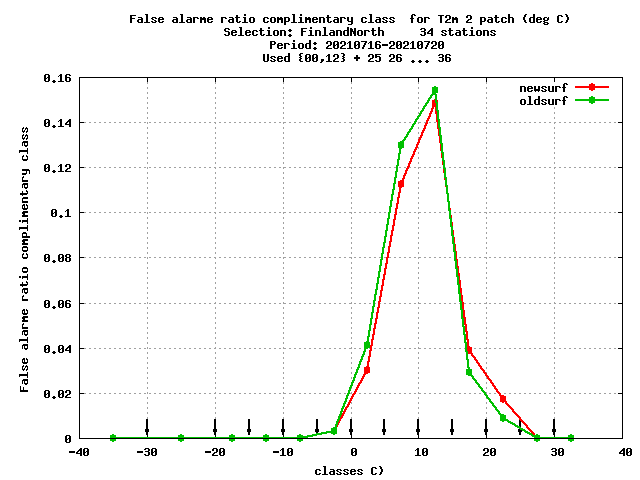 False alarme ratio complimentary class  for T2m 2 patch (deg C)
Selection: FinlandNorth     34 stations
Period: 20210716-20210720
Used {00,12} + 25 26 ... 36
newsurf
oldsurf
False alarme ratio complimentary class
0.16
0.14
0.12
0.1
0.08
0.06
0.04
0.02
0
-40 -30 -20 -10 0 10 20 30 40
classes C)